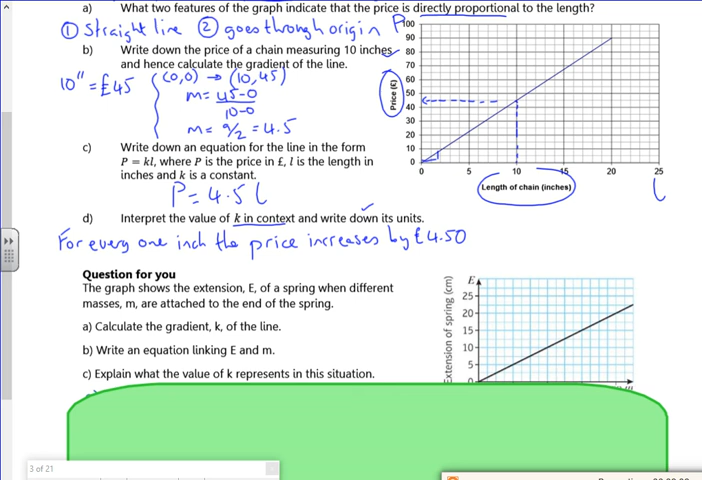 a) What two features of the graph indicate that the price is directly proportional to the length?
① Straight line ② goes through origin
b) Write down the price of a chain measuring 10 inches
and hence calculate the gradient of the line.
10" = £45
(0,0) → (10,45)
m = 45-0
10-0
m = 9/2 = 4.5
c) Write down an equation for the line in the form
P = kl, where P is the price in £, l is the length in
inches and k is a constant.
P = 4.5 l
d) Interpret the value of k in context and write down its units.
For every one inch the price increases by £4.50
P
100
90
80
70
60
50
40
30
20
10
0
Price (£)
0 5 10 15 20 25
Length of chain (inches)
l
Question for you
The graph shows the extension, E, of a spring when different
masses, m, are attached to the end of the spring.
a) Calculate the gradient, k, of the line.
b) Write an equation linking E and m.
c) Explain what the value of k represents in this situation.
Extension of spring (cm)
E
25
20
15
10
5
0
3 of 21